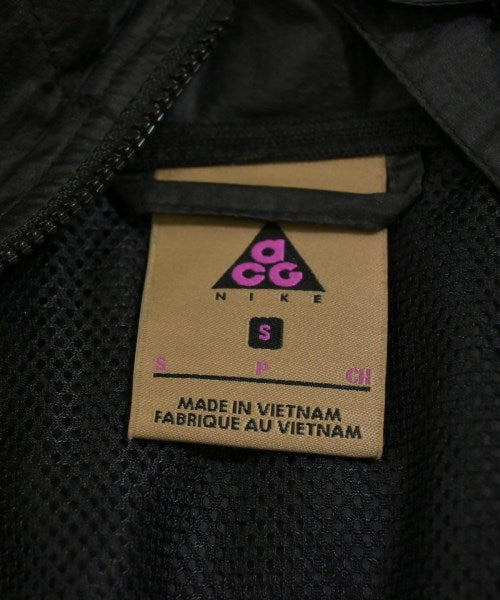 acG
NIKE
S
S P CH
MADE IN VIETNAM
FABRIQUE AU VIETNAM